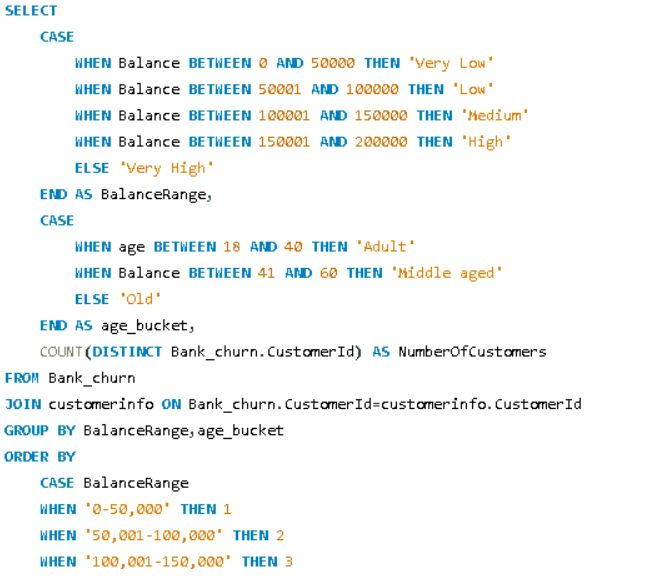 SELECT
CASE
WHEN Balance BETWEEN 0 AND 50000 THEN 'Very Low'
WHEN Balance BETWEEN 50001 AND 100000 THEN 'Low'
WHEN Balance BETWEEN 100001 AND 150000 THEN 'Medium'
WHEN Balance BETWEEN 150001 AND 200000 THEN 'High'
ELSE 'Very High'
END AS BalanceRange,
CASE
WHEN age BETWEEN 18 AND 40 THEN 'Adult'
WHEN Balance BETWEEN 41 AND 60 THEN 'Middle aged'
ELSE 'Old'
END AS age_bucket,
COUNT(DISTINCT Bank_churn.CustomerId) AS NumberOfCustomers
FROM Bank_churn
JOIN customerinfo ON Bank_churn.CustomerId=customerinfo.CustomerId
GROUP BY BalanceRange,age_bucket
ORDER BY
CASE BalanceRange
WHEN '0-50,000' THEN 1
WHEN '50,001-100,000' THEN 2
WHEN '100,001-150,000' THEN 3